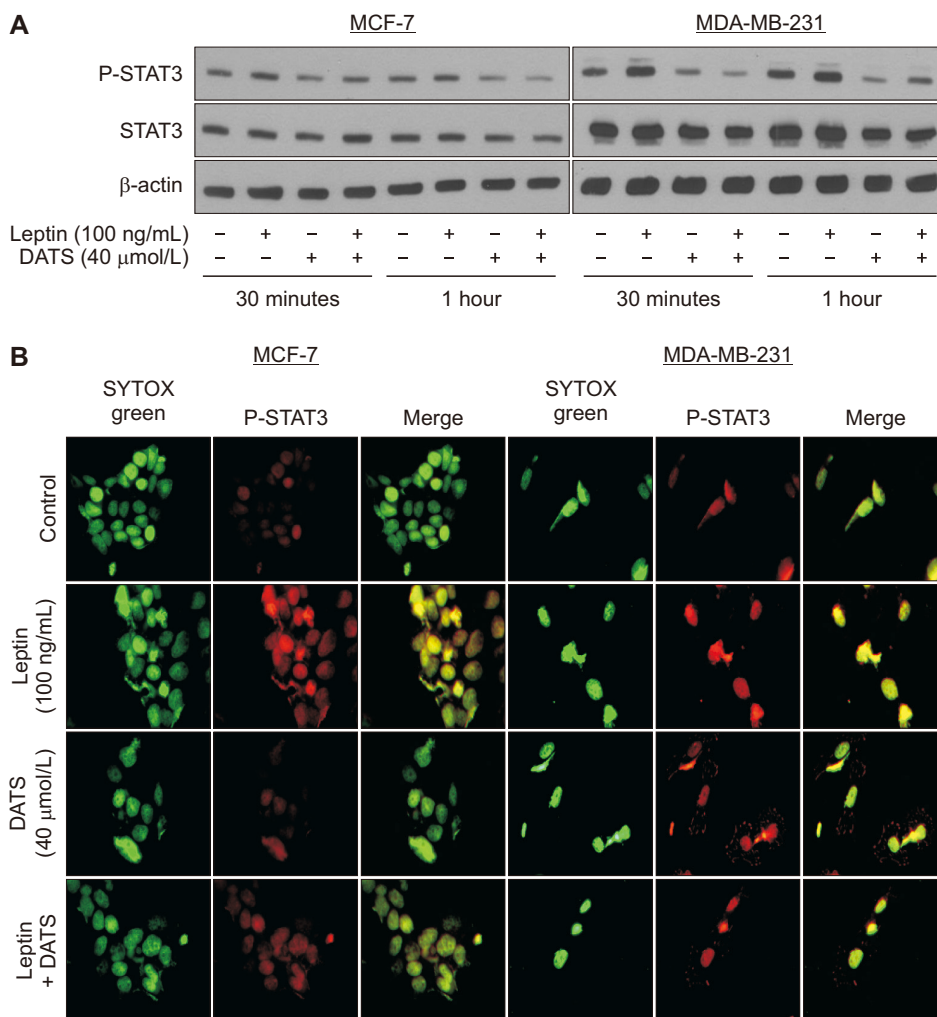 A
MCF-7 MDA-MB-231
P-STAT3
STAT3
β-actin
Leptin (100 ng/mL) – + – + – + – + – + – + – + – +
DATS (40 μmol/L) – – + + – – + + – – + + – – + +
30 minutes 1 hour 30 minutes 1 hour
B
MCF-7 MDA-MB-231
SYTOX green P-STAT3 Merge SYTOX green P-STAT3 Merge
Control
Leptin
(100 ng/mL)
DATS
(40 μmol/L)
Leptin
+ DATS